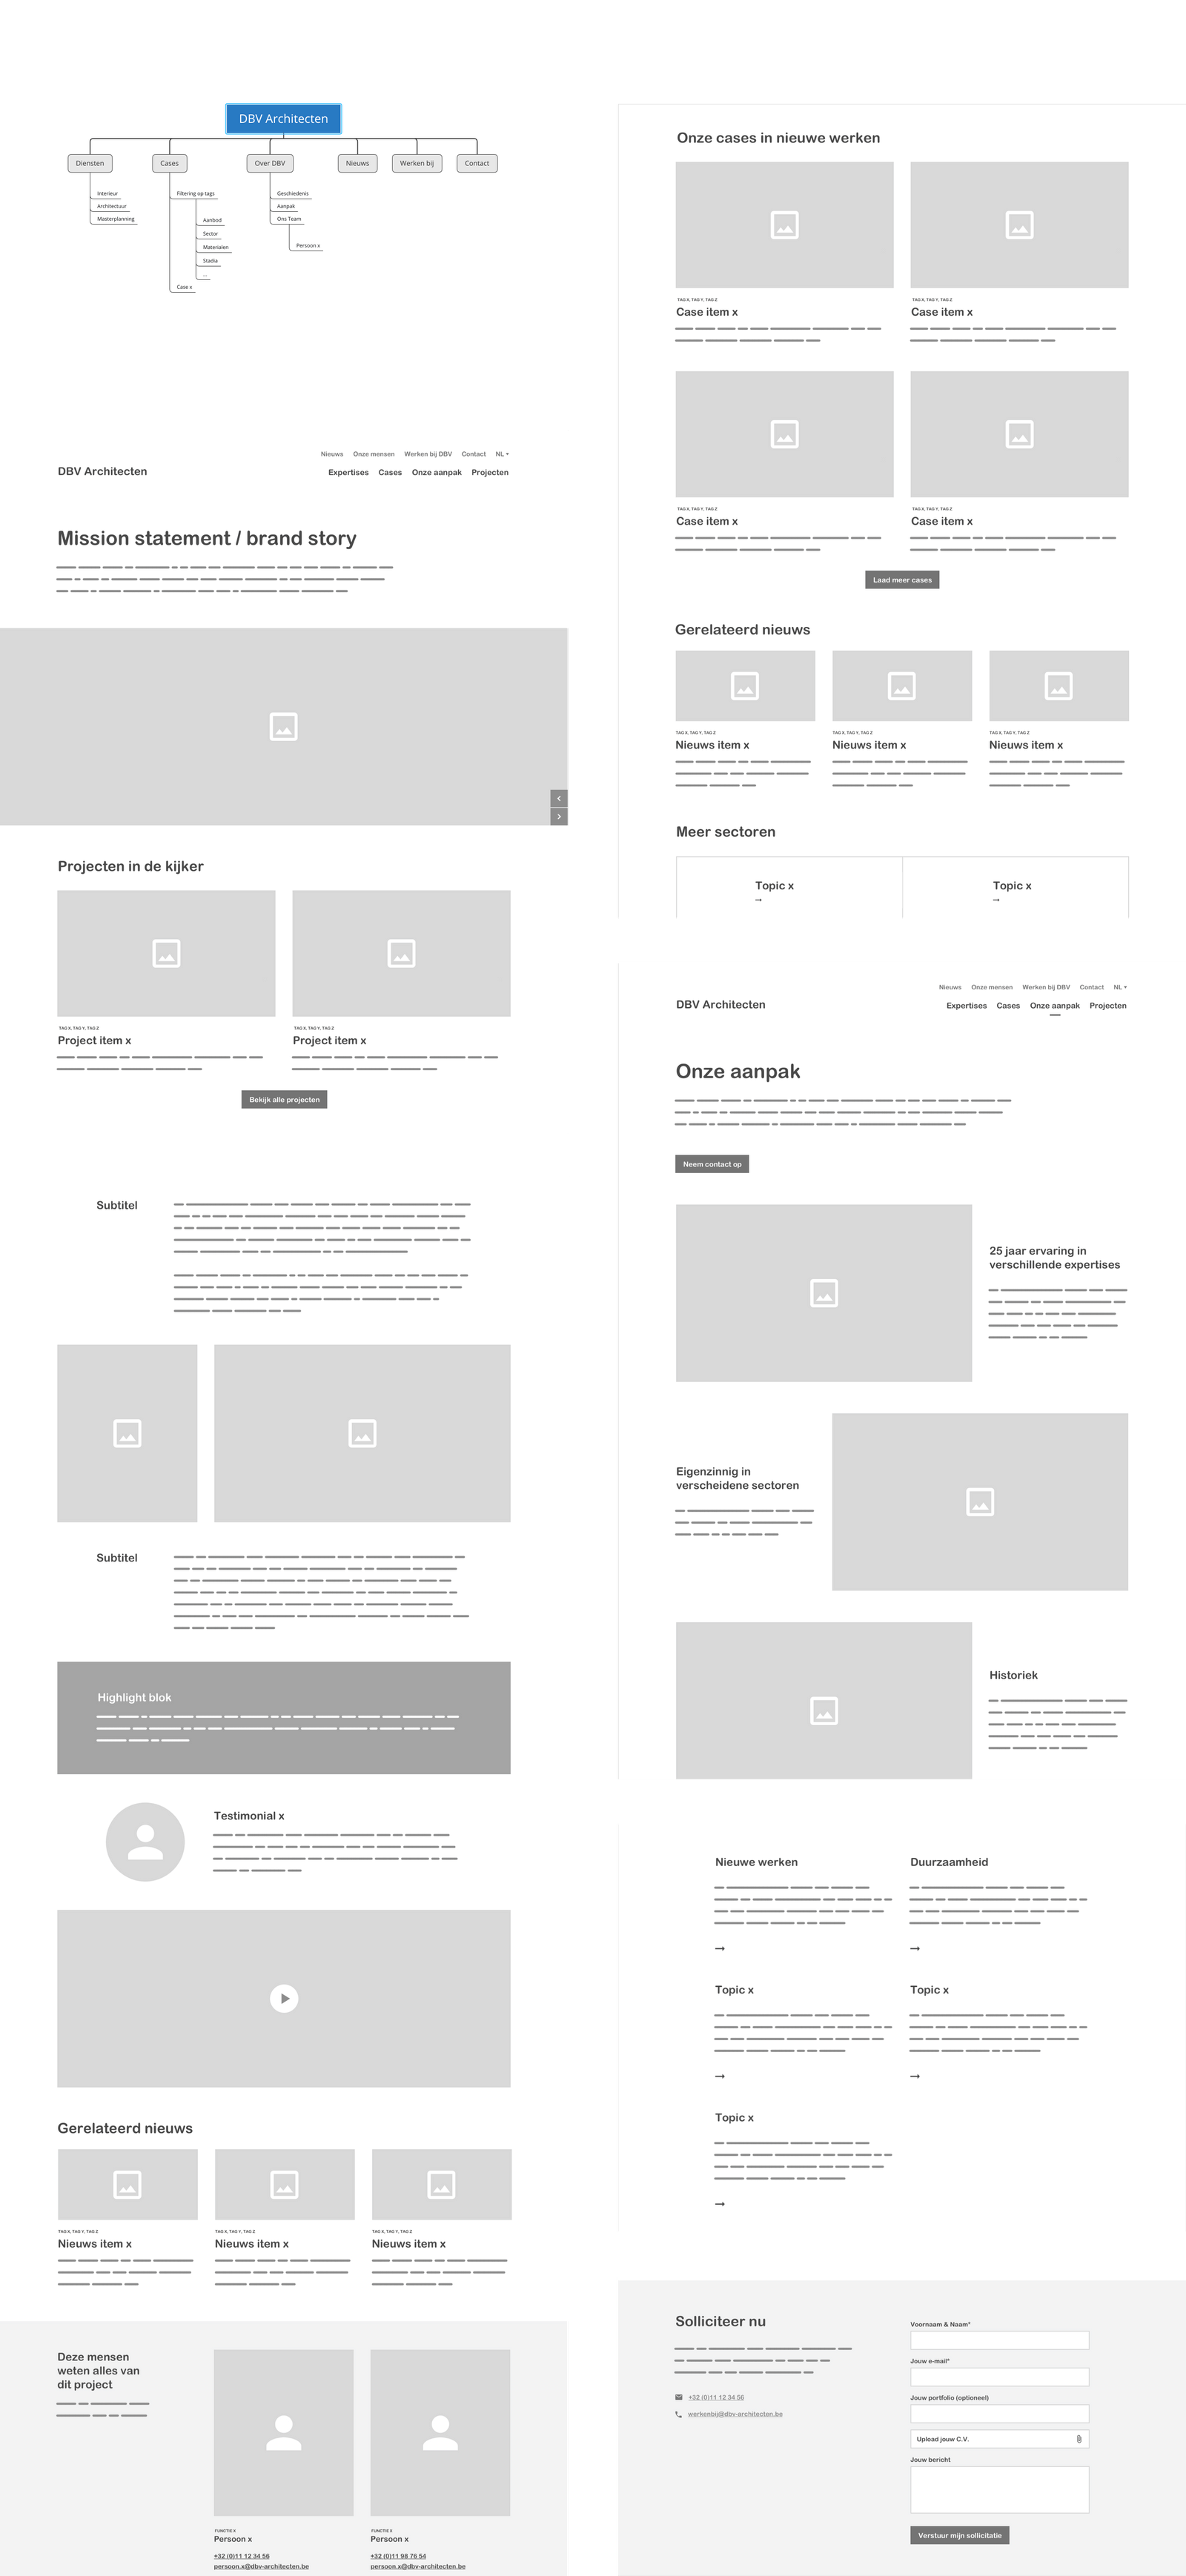 DBV Architecten
Diensten
Cases
Over DBV
Nieuws
Werken bij
Contact
Interieur
Architectuur
Masterplanning
Filtering op tags
Aanbod
Sector
Materialen
Stadia
...
Case x
Geschiedenis
Aanpak
Ons Team
Persoon x
Nieuws Onze mensen Werken bij DBV Contact NL
DBV Architecten
Expertises Cases Onze aanpak Projecten
Mission statement / brand story
Projecten in de kijker
TAG X, TAG Y, TAG Z
Project item x
TAG X, TAG Y, TAG Z
Project item x
Bekijk alle projecten
Subtitel
Subtitel
Highlight blok
Testimonial x
Gerelateerd nieuws
TAG X, TAG Y, TAG Z
Nieuws item x
TAG X, TAG Y, TAG Z
Nieuws item x
TAG X, TAG Y, TAG Z
Nieuws item x
Deze mensen
weten alles van
dit project
FUNCTIE X
Persoon x
+32 (0)11 12 34 56
persoon.x@dbv-architecten.be
FUNCTIE X
Persoon x
+32 (0)11 98 76 54
persoon.x@dbv-architecten.be
Onze cases in nieuwe werken
TAG X, TAG Y, TAG Z
Case item x
TAG X, TAG Y, TAG Z
Case item x
TAG X, TAG Y, TAG Z
Case item x
TAG X, TAG Y, TAG Z
Case item x
Laad meer cases
Gerelateerd nieuws
TAG X, TAG Y, TAG Z
Nieuws item x
TAG X, TAG Y, TAG Z
Nieuws item x
TAG X, TAG Y, TAG Z
Nieuws item x
Meer sectoren
Topic x
Topic x
Nieuws Onze mensen Werken bij DBV Contact NL
DBV Architecten
Expertises Cases Onze aanpak Projecten
Onze aanpak
Neem contact op
25 jaar ervaring in
verschillende expertises
Eigenzinnig in
verscheidene sectoren
Historiek
Nieuwe werken
Duurzaamheid
Topic x
Topic x
Topic x
Solliciteer nu
+32 (0)11 12 34 56
werkenbij@dbv-architecten.be
Voornaam & Naam*
Jouw e-mail*
Jouw portfolio (optioneel)
Upload jouw C.V.
Jouw bericht
Verstuur mijn sollicitatie